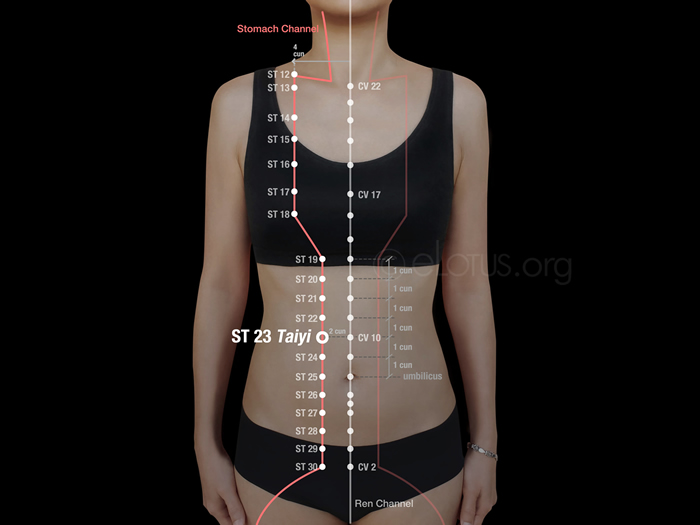 Stomach Channel
4
cun
ST 12
ST 13
CV 22
ST 14
ST 15
ST 16
ST 17
CV 17
ST 18
ST 19
© eLotus.org
1 cun
ST 20
1 cun
ST 21
1 cun
ST 22
1 cun
ST 23 Taiyi
2 cun
CV 10
1 cun
ST 24
1 cun
ST 25
umbilicus
ST 26
ST 27
ST 28
ST 29
ST 30
CV 2
Ren Channel